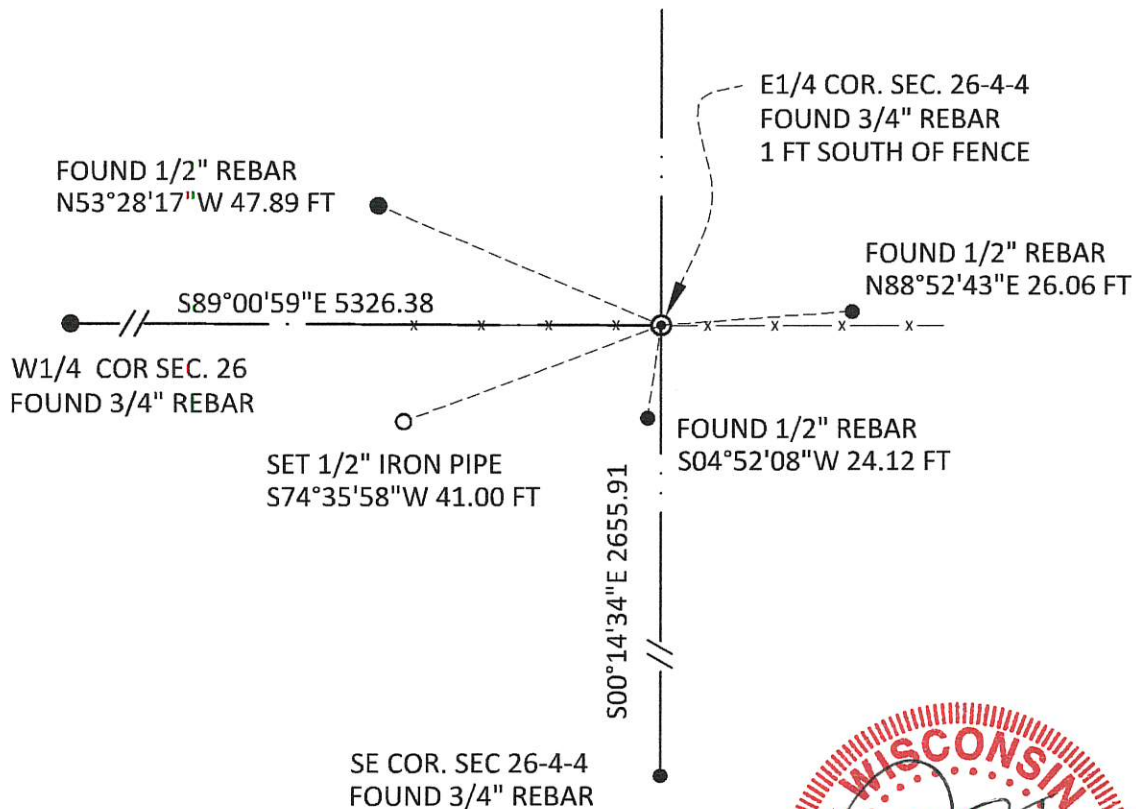 E1/4 COR. SEC. 26-4-4
FOUND 3/4" REBAR
1 FT SOUTH OF FENCE
FOUND 1/2" REBAR
N53°28'17"W 47.89 FT
FOUND 1/2" REBAR
N88°52'43"E 26.06 FT
S89°00'59"E 5326.38
W1/4 COR SEC. 26
FOUND 3/4" REBAR
FOUND 1/2" REBAR
S04°52'08"W 24.12 FT
SET 1/2" IRON PIPE
S74°35'58"W 41.00 FT
S00°14'34"E 2655.91
SE COR. SEC 26-4-4
FOUND 3/4" REBAR
WISCONSIN